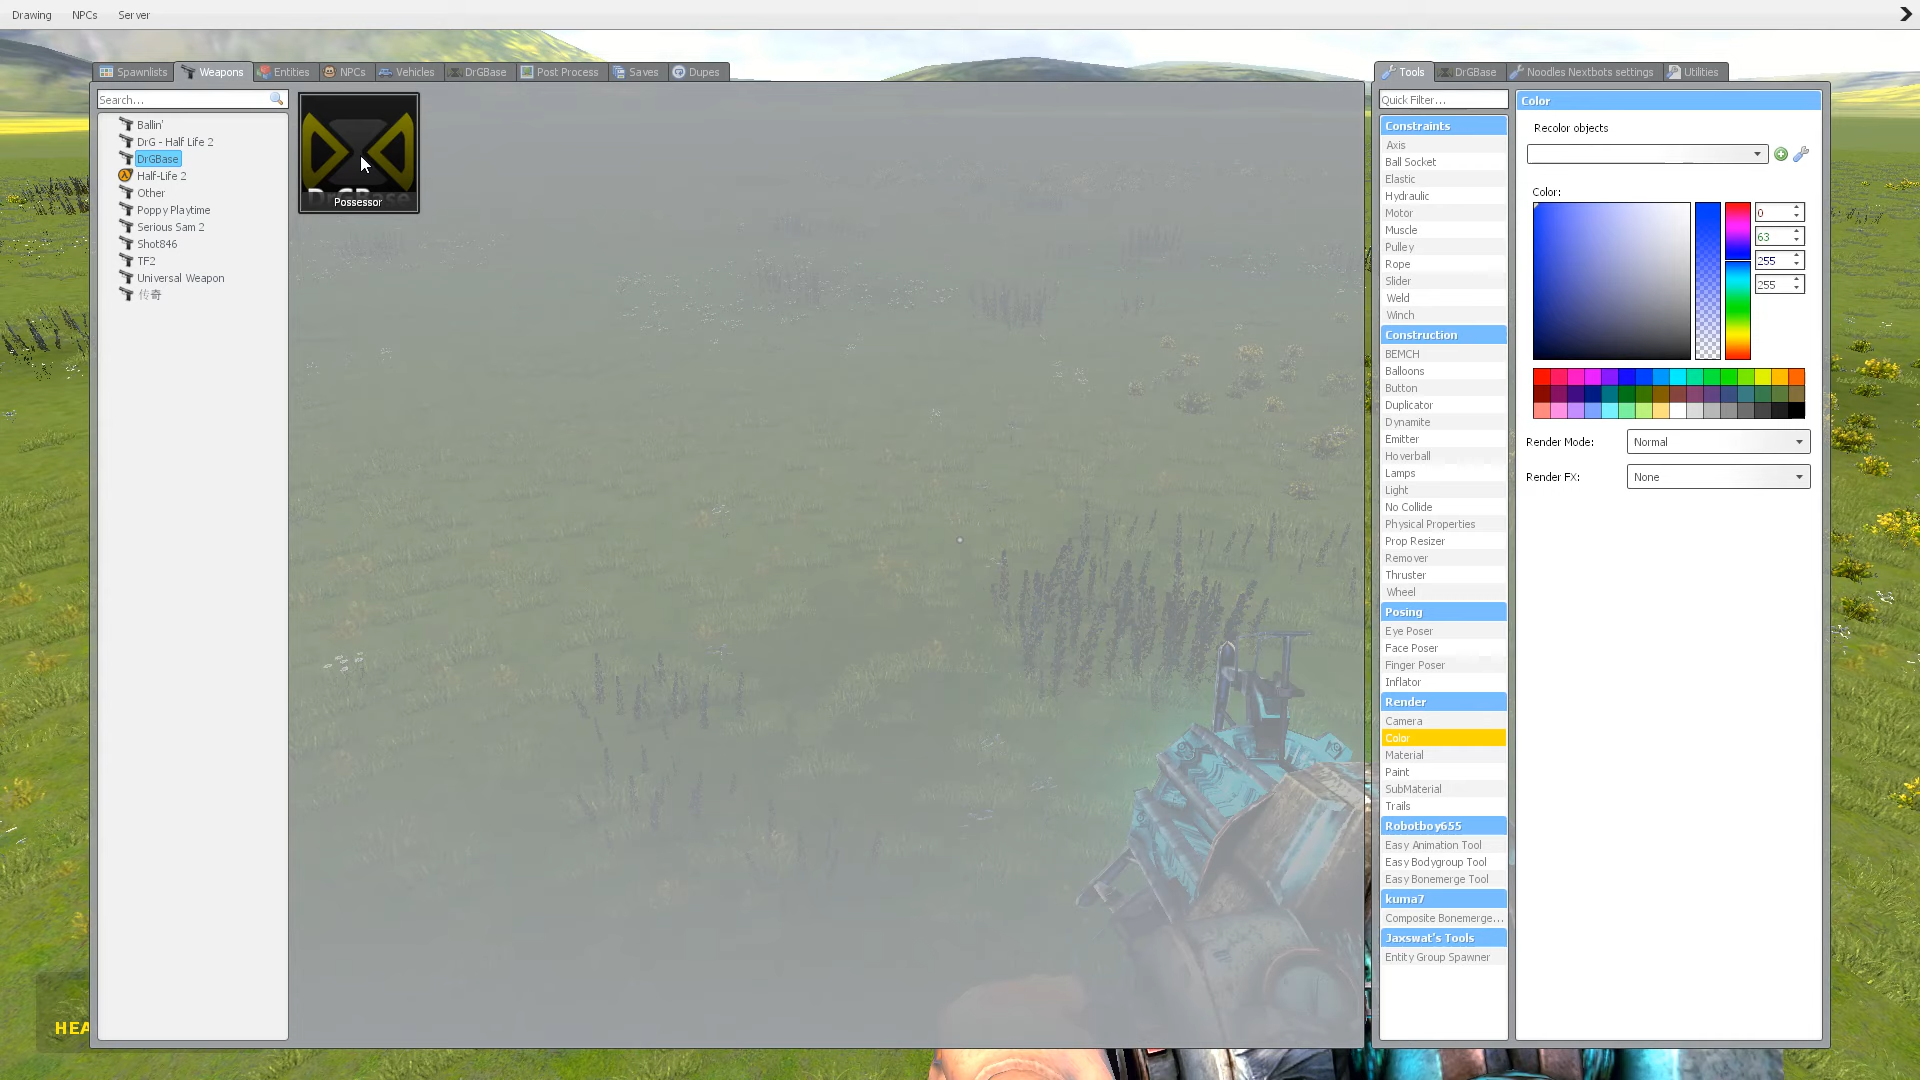 Drawing NPCs Server
Spawnlists Weapons Entities NPCs Vehicles DrGBase Post Process Saves Dupes
Search...
Ballin'
DrG - Half Life 2
DrGBase
Half-Life 2
Other
Poppy Playtime
Serious Sam 2
Shot846
TF2
Universal Weapon
传奇
DrGBase
Possessor
HEA
Tools DrGBase Noodles Nextbots settings Utilities
Quick Filter...
Constraints
Axis
Ball Socket
Elastic
Hydraulic
Motor
Muscle
Pulley
Rope
Slider
Weld
Winch
Construction
BEMCH
Balloons
Button
Duplicator
Dynamite
Emitter
Hoverball
Lamps
Light
No Collide
Physical Properties
Prop Resizer
Remover
Thruster
Wheel
Posing
Eye Poser
Face Poser
Finger Poser
Inflator
Render
Camera
Color
Material
Paint
SubMaterial
Trails
Robotboy655
Easy Animation Tool
Easy Bodygroup Tool
Easy Bonemerge Tool
kuma7
Composite Bonemerge...
Jaxswat's Tools
Entity Group Spawner
Color
Recolor objects
Color:
0
63
255
255
Render Mode: Normal
Render FX: None